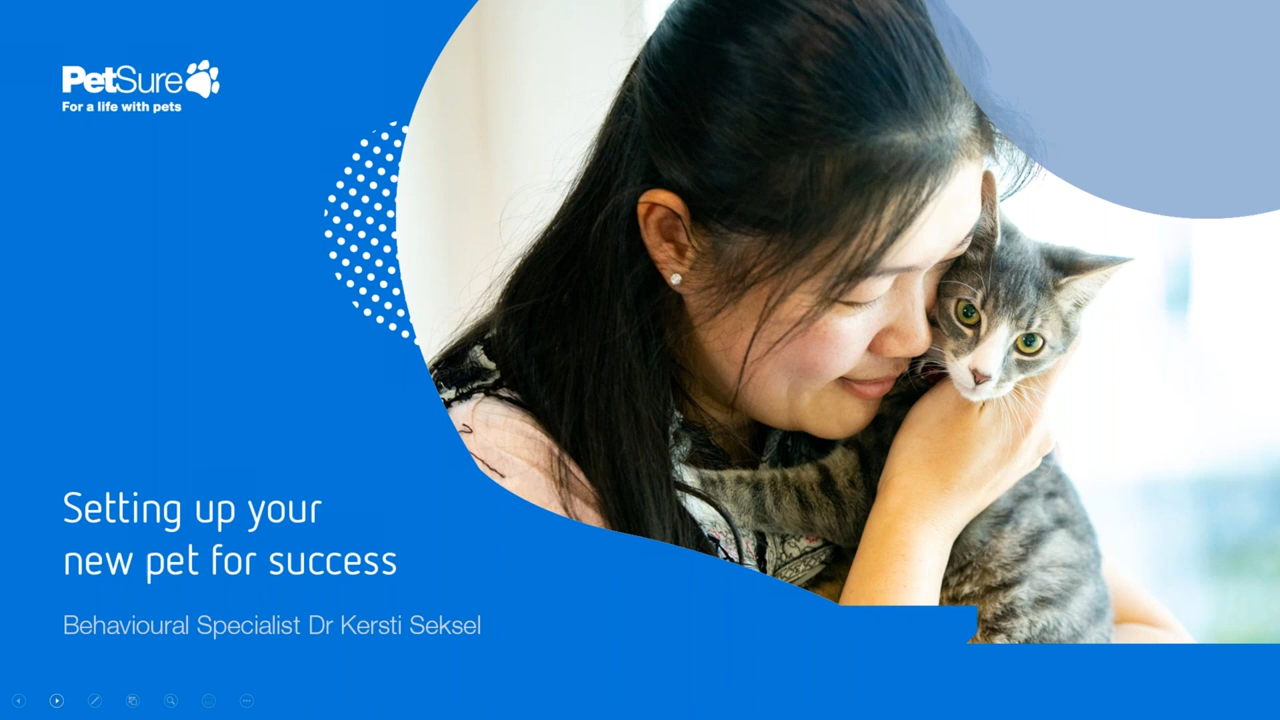 PetSure
For a life with pets
Setting up your
new pet for success
Behavioural Specialist Dr Kersti Seksel